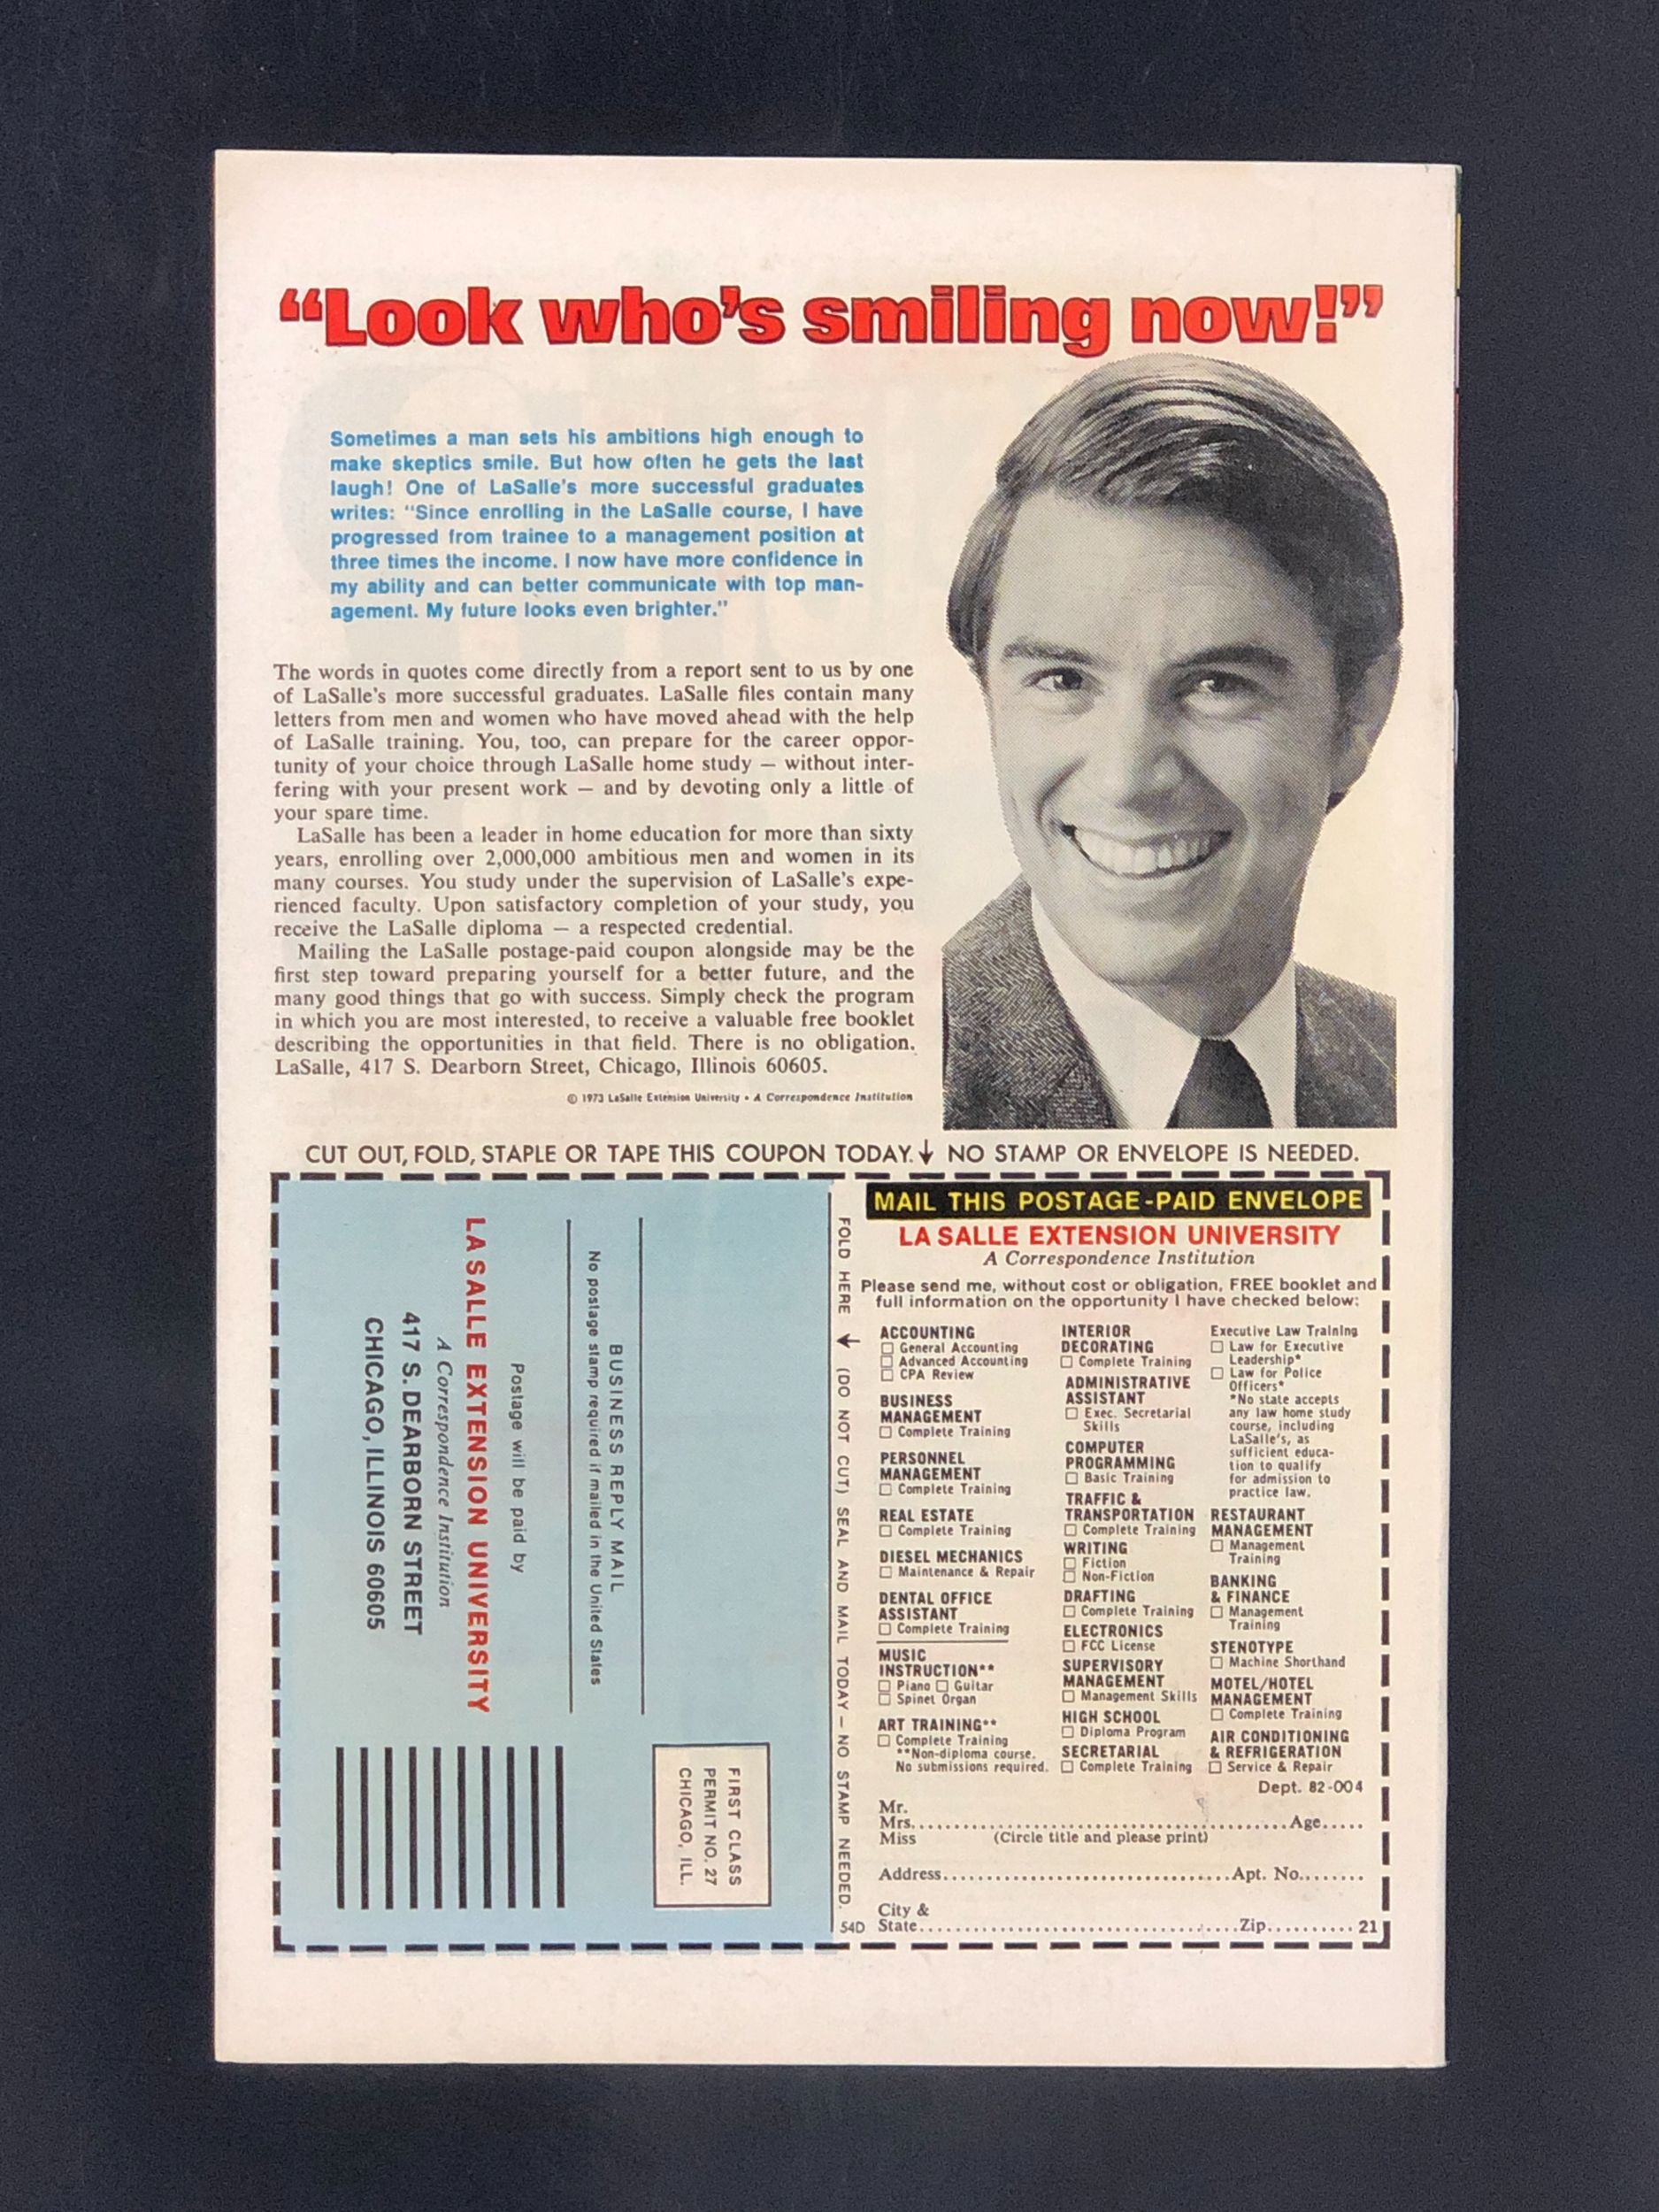 “Look who’s smiling now!”
Sometimes a man sets his ambitions high enough to
make skeptics smile. But how often he gets the last
laugh! One of LaSalle’s more successful graduates
writes: “Since enrolling in the LaSalle course, I have
progressed from trainee to a management position at
three times the income. I now have more confidence in
my ability and can better communicate with top man-
agement. My future looks even brighter.”
The words in quotes come directly from a report sent to us by one
of LaSalle’s more successful graduates. LaSalle files contain many
letters from men and women who have moved ahead with the help
of LaSalle training. You, too, can prepare for the career oppor-
tunity of your choice through LaSalle home study — without inter-
fering with your present work — and by devoting only a little of
your spare time.
LaSalle has been a leader in home education for more than sixty
years, enrolling over 2,000,000 ambitious men and women in its
many courses. You study under the supervision of LaSalle’s expe-
rienced faculty. Upon satisfactory completion of your study, you
receive the LaSalle diploma — a respected credential.
Mailing the LaSalle postage-paid coupon alongside may be the
first step toward preparing yourself for a better future, and the
many good things that go with success. Simply check the program
in which you are most interested, to receive a valuable free booklet
describing the opportunities in that field. There is no obligation.
LaSalle, 417 S. Dearborn Street, Chicago, Illinois 60605.
© 1973 LaSalle Extension University • A Correspondence Institution
CUT OUT, FOLD, STAPLE OR TAPE THIS COUPON TODAY.↓ NO STAMP OR ENVELOPE IS NEEDED.
FIRST CLASS
PERMIT NO. 27
CHICAGO, ILL.
BUSINESS REPLY MAIL
No postage stamp required if mailed in the United States
Postage will be paid by
LA SALLE EXTENSION UNIVERSITY
A Correspondence Institution
417 S. DEARBORN STREET
CHICAGO, ILLINOIS 60605
FOLD HERE ↓ (DO NOT CUT) SEAL AND MAIL TODAY — NO STAMP NEEDED.
54D
MAIL THIS POSTAGE-PAID ENVELOPE
LA SALLE EXTENSION UNIVERSITY
A Correspondence Institution
Please send me, without cost or obligation, FREE booklet and
full information on the opportunity I have checked below:
ACCOUNTING
☐ General Accounting
☐ Advanced Accounting
☐ CPA Review
BUSINESS
MANAGEMENT
☐ Complete Training
PERSONNEL
MANAGEMENT
☐ Complete Training
REAL ESTATE
☐ Complete Training
DIESEL MECHANICS
☐ Maintenance & Repair
DENTAL OFFICE
ASSISTANT
☐ Complete Training
MUSIC
INSTRUCTION**
☐ Piano ☐ Guitar
☐ Spinet Organ
ART TRAINING**
☐ Complete Training
**Non-diploma course.
No submissions required.
INTERIOR
DECORATING
☐ Complete Training
ADMINISTRATIVE
ASSISTANT
☐ Exec. Secretarial
Skills
COMPUTER
PROGRAMMING
☐ Basic Training
TRAFFIC &
TRANSPORTATION
☐ Complete Training
WRITING
☐ Fiction
☐ Non-Fiction
DRAFTING
☐ Complete Training
ELECTRONICS
☐ FCC License
SUPERVISORY
MANAGEMENT
☐ Management Skills
HIGH SCHOOL
☐ Diploma Program
SECRETARIAL
☐ Complete Training
Executive Law Training
☐ Law for Executive
Leadership*
☐ Law for Police
Officers*
*No state accepts
any law home study
course, including
LaSalle’s, as
sufficient educa-
tion to qualify
for admission to
practice law.
RESTAURANT
MANAGEMENT
☐ Management
Training
BANKING
& FINANCE
☐ Management
Training
STENOTYPE
☐ Machine Shorthand
MOTEL/HOTEL
MANAGEMENT
☐ Complete Training
AIR CONDITIONING
& REFRIGERATION
☐ Service & Repair
Dept. 82-004
Mr.
Mrs. Age
Miss (Circle title and please print)
Address Apt. No.
City &
State Zip 21